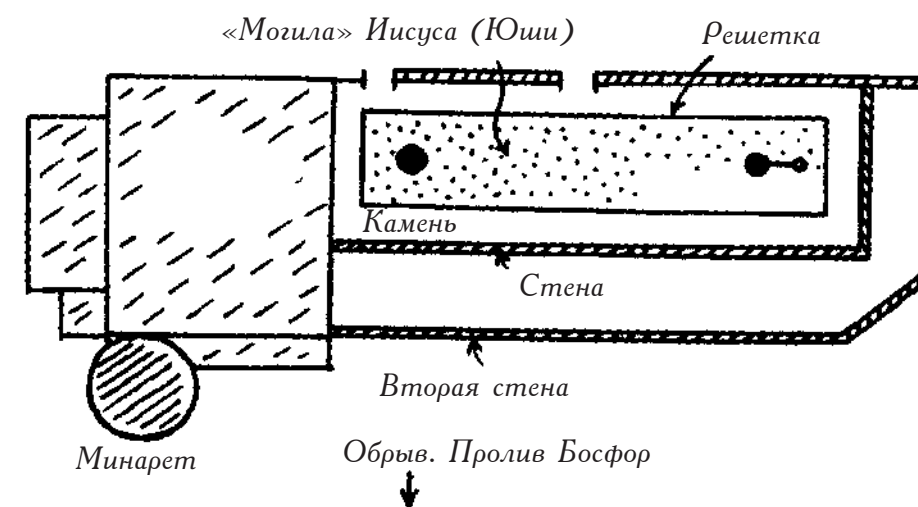 «Могила» Иисуса (Юши)
Решетка
Камень
Стена
Вторая стена
Минарет
Обрыв. Пролив Босфор